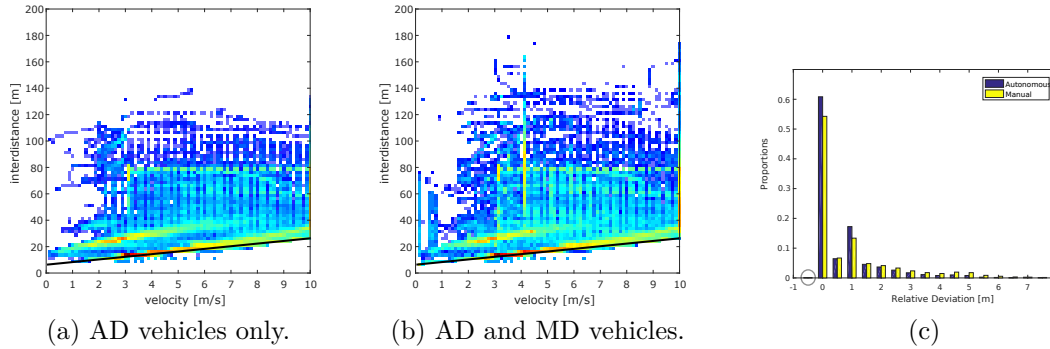 200
180
160
140
120
100
80
60
40
20
0
interdistance [m]
0 1 2 3 4 5 6 7 8 9 10
velocity [m/s]
(a) AD vehicles only.
200
180
160
140
120
100
80
60
40
20
0
interdistance [m]
0 1 2 3 4 5 6 7 8 9 10
velocity [m/s]
(b) AD and MD vehicles.
Autonomous
Manual
0.6
0.5
0.4
0.3
0.2
0.1
0
Proportions
-1 0 1 2 3 4 5 6 7
Relative Deviation [m]
(c)